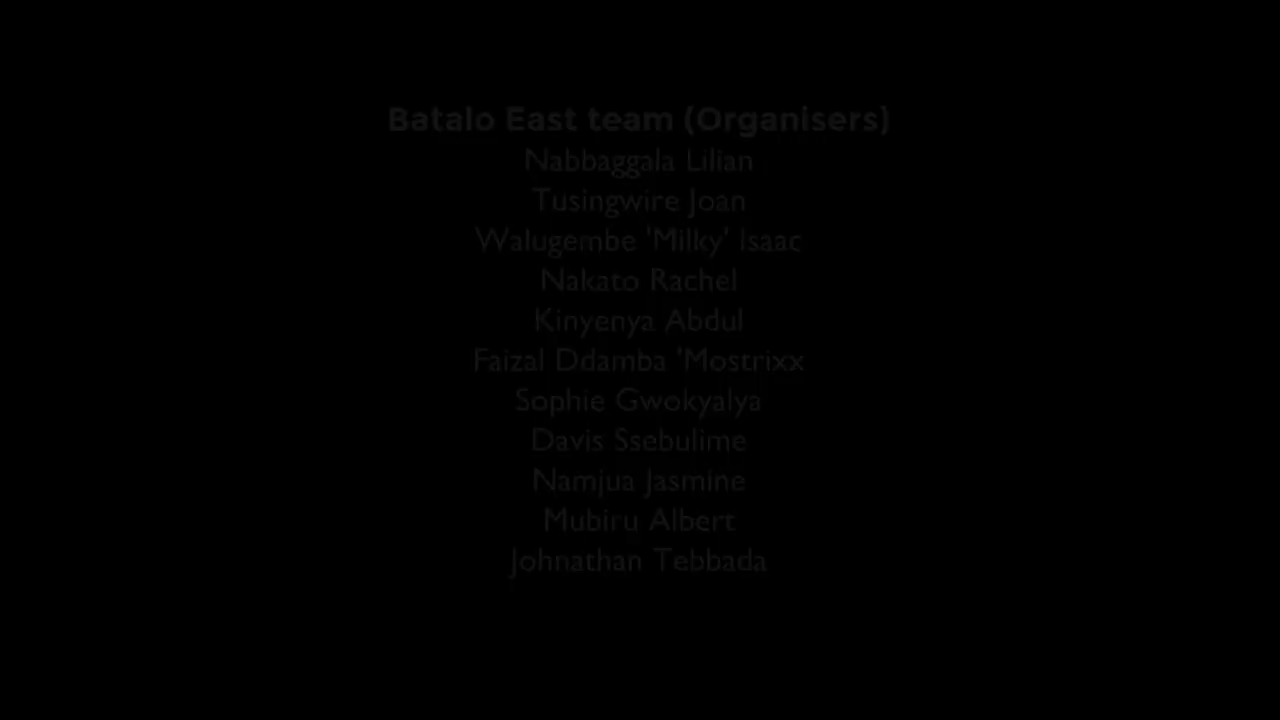 Batalo East team (Organisers)
Nabbaggala Lilian
Tusingwire Joan
Walugembe 'Milky' Isaac
Nakato Rachel
Kinyenya Abdul
Faizal Ddamba 'Mostrixx
Sophie Gwokyalya
Davis Ssebulime
Namjua Jasmine
Mubiru Albert
Johnathan Tebbada